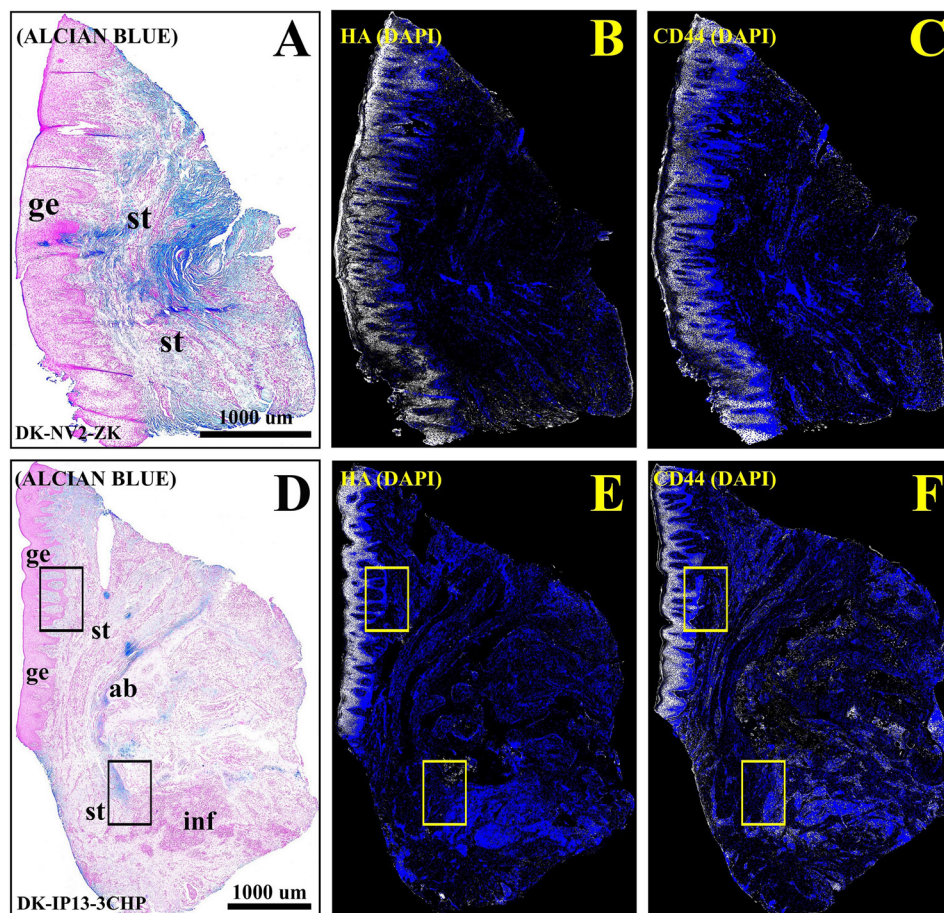 (ALCIAN BLUE) A
HA (DAPI) B
CD44 (DAPI) C
ge
st
st
1000 um
DK-NV2-ZK
(ALCIAN BLUE) D
HA (DAPI) E
CD44 (DAPI) F
ge
st
ge
ab
st
inf
1000 um
DK-IP13-3CHP